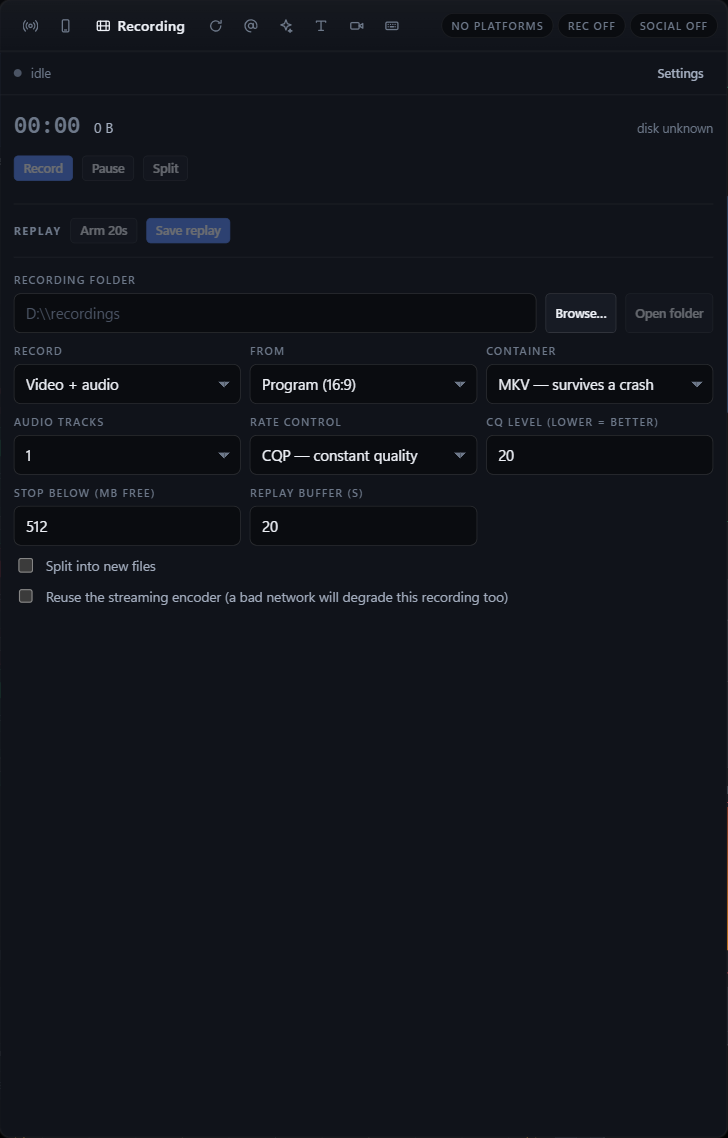 Recording NO PLATFORMS REC OFF SOCIAL OFF
idle Settings
00:00 0 B disk unknown
Record Pause Split
REPLAY Arm 20s Save replay
RECORDING FOLDER
D:\\recordings Browse... Open folder
RECORD FROM CONTAINER
Video + audio Program (16:9) MKV — survives a crash
AUDIO TRACKS RATE CONTROL CQ LEVEL (LOWER = BETTER)
1 CQP — constant quality 20
STOP BELOW (MB FREE) REPLAY BUFFER (S)
512 20
Split into new files
Reuse the streaming encoder (a bad network will degrade this recording too)